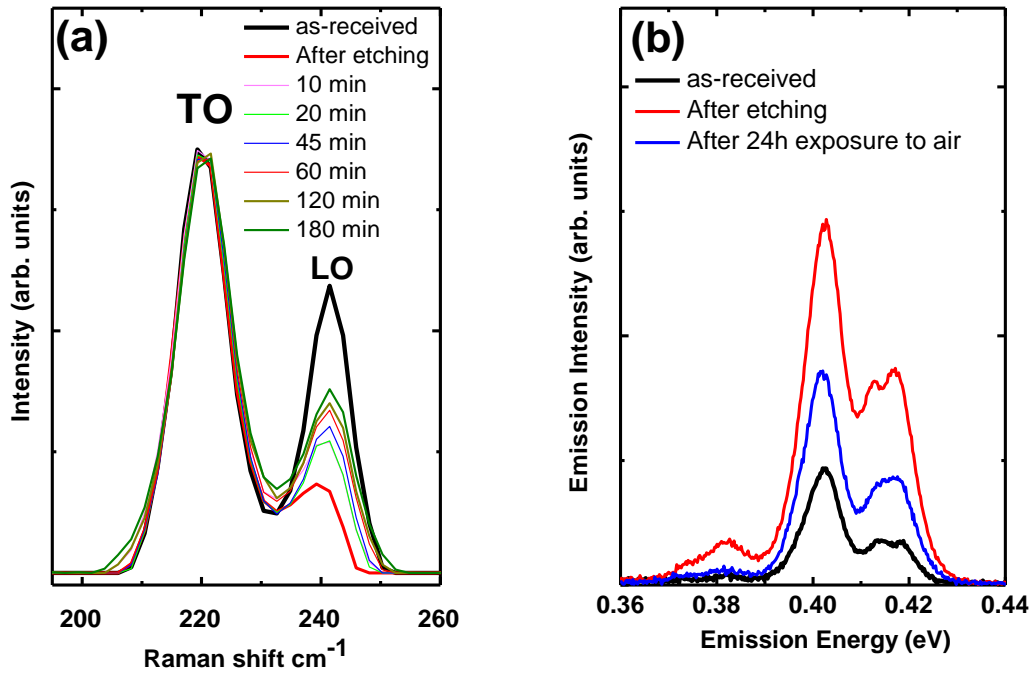 (a)
as-received
After etching
10 min
20 min
45 min
60 min
120 min
180 min
TO
LO
Intensity (arb. units)
200 220 240 260
Raman shift cm-1
(b)
as-received
After etching
After 24h exposure to air
Emission Intensity (arb. units)
0.36 0.38 0.40 0.42 0.44
Emission Energy (eV)